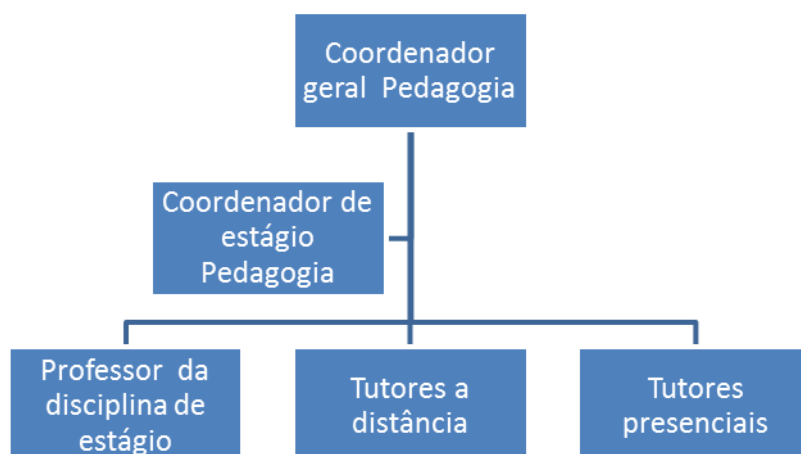 Coordenador
geral Pedagogia
Coordenador de
estágio
Pedagogia
Professor da
disciplina de
estágio
Tutores a
distância
Tutores
presenciais